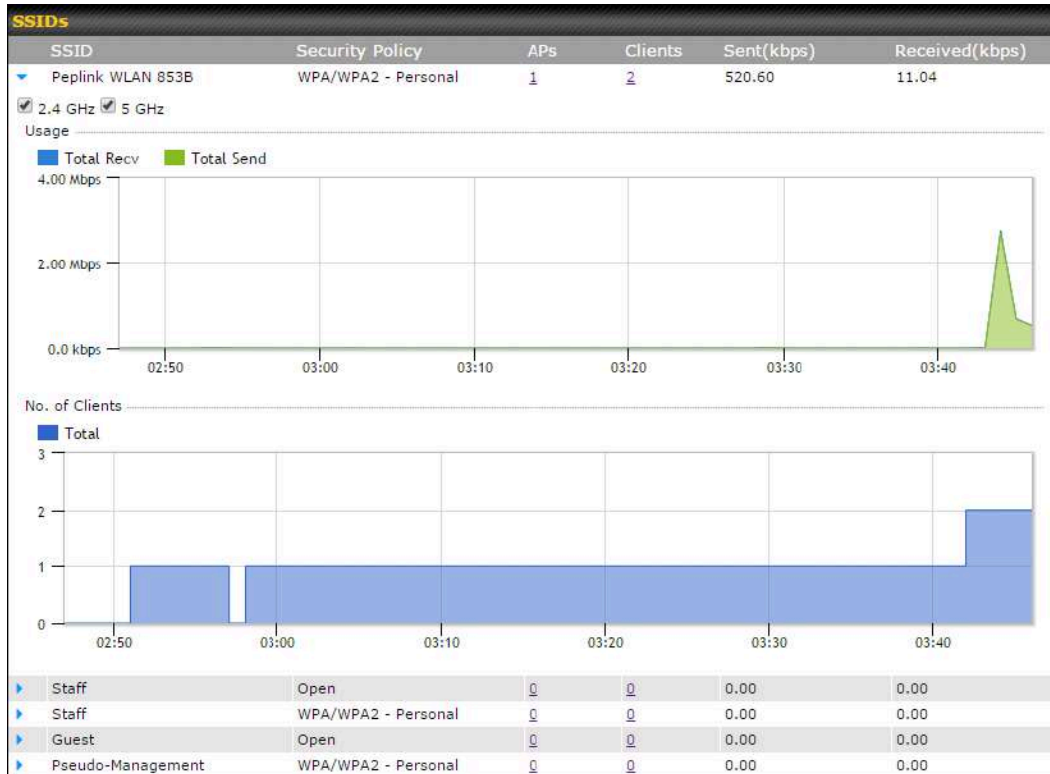 SSIDs
SSID Security Policy APs Clients Sent(kbps) Received(kbps)
Peplink WLAN 853B WPA/WPA2 - Personal 1 2 520.60 11.04
2.4 GHz 5 GHz
Usage
Total Recv Total Send
4.00 Mbps
2.00 Mbps
0.0 kbps
02:50 03:00 03:10 03:20 03:30 03:40
No. of Clients
Total
3
2
1
0
02:50 03:00 03:10 03:20 03:30 03:40
Staff Open 0 0 0.00 0.00
Staff WPA/WPA2 - Personal 0 0 0.00 0.00
Guest Open 0 0 0.00 0.00
Pseudo-Management WPA/WPA2 - Personal 0 0 0.00 0.00